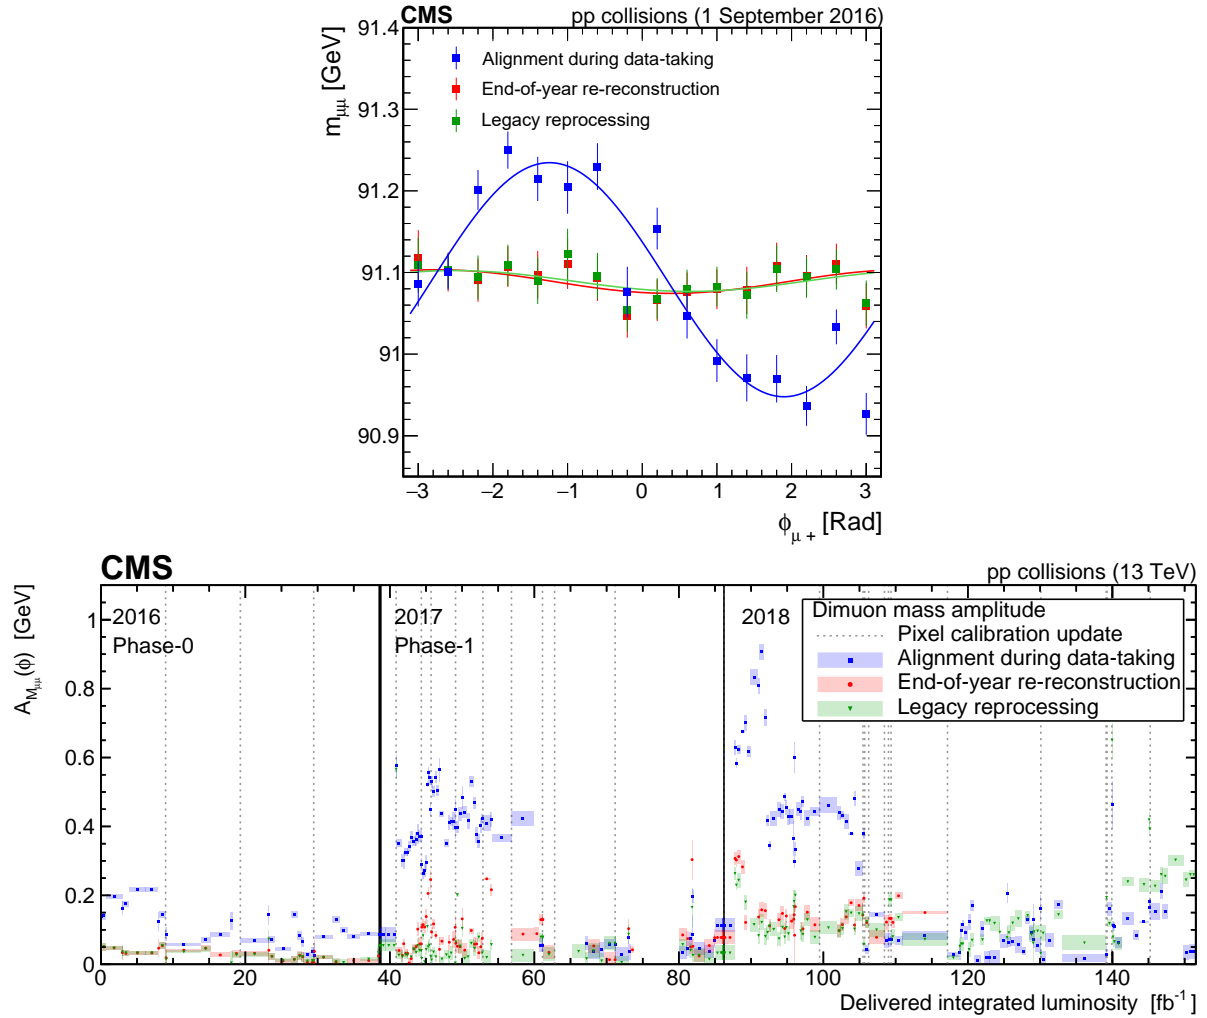 CMS pp collisions (1 September 2016)
91.4
91.3
91.2
91.1
91
90.9
m_μμ [GeV]
Alignment during data-taking
End-of-year re-reconstruction
Legacy reprocessing
−3 −2 −1 0 1 2 3
ϕ_μ+ [Rad]
CMS pp collisions (13 TeV)
A_Mμμ(ϕ) [GeV]
1
0.8
0.6
0.4
0.2
0
2016
Phase-0
2017
Phase-1
2018
Dimuon mass amplitude
Pixel calibration update
Alignment during data-taking
End-of-year re-reconstruction
Legacy reprocessing
0 20 40 60 80 100 120 140
Delivered integrated luminosity [fb⁻¹]